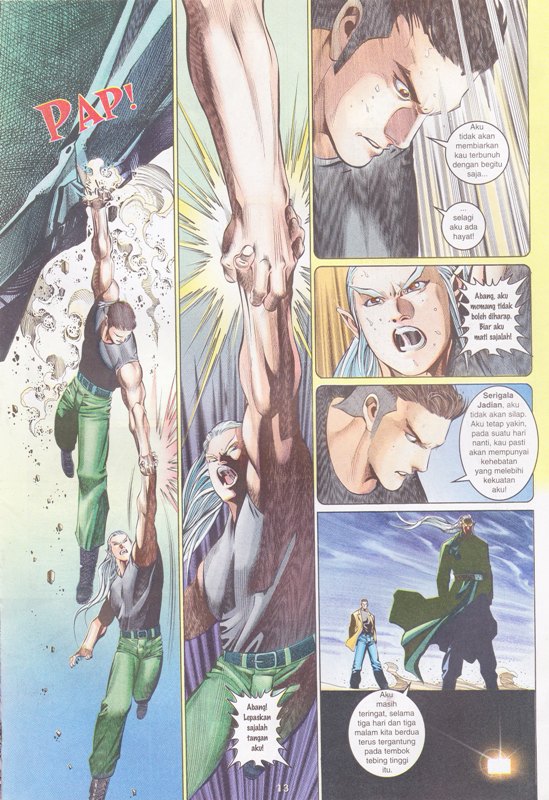 PAP!
Abang!
Lepaskan
sajalah
tangan
aku!
Aku
tidak akan
membiarkan
kau terbunuh
dengan begitu
saja...
...
selagi
aku ada
hayat!
Abang, aku
memang tidak
boleh diharap.
Biar aku
mati sajalah!
Serigala
Jadian, aku
tidak akan silap.
Aku tetap yakin,
pada suatu hari
nanti, kau pasti
akan mempunyai
kehebatan
yang melebihi
kekuatan
aku!
Aku
masih
teringat, selama
tiga hari dan tiga
malam kita berdua
terus tergantung
pada tembok
tebing tinggi
itu.
13